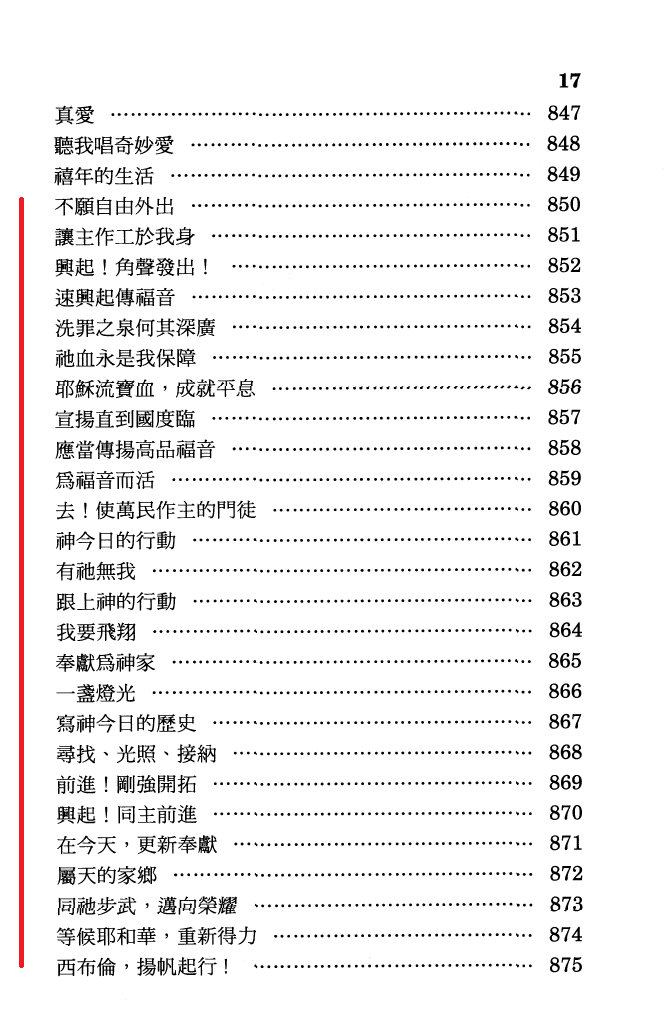 17
真愛 ⋯⋯⋯⋯⋯⋯⋯⋯⋯⋯⋯⋯ 847
聽我唱奇妙愛 ⋯⋯⋯⋯⋯⋯⋯⋯⋯⋯⋯⋯ 848
禧年的生活 ⋯⋯⋯⋯⋯⋯⋯⋯⋯⋯⋯⋯ 849
不願自由外出 ⋯⋯⋯⋯⋯⋯⋯⋯⋯⋯⋯⋯ 850
讓主作工於我身 ⋯⋯⋯⋯⋯⋯⋯⋯⋯⋯⋯⋯ 851
興起！角聲發出！ ⋯⋯⋯⋯⋯⋯⋯⋯⋯⋯⋯⋯ 852
速興起傳福音 ⋯⋯⋯⋯⋯⋯⋯⋯⋯⋯⋯⋯ 853
洗罪之泉何其深廣 ⋯⋯⋯⋯⋯⋯⋯⋯⋯⋯⋯⋯ 854
祂血永是我保障 ⋯⋯⋯⋯⋯⋯⋯⋯⋯⋯⋯⋯ 855
耶穌流寶血，成就平息 ⋯⋯⋯⋯⋯⋯⋯⋯⋯⋯⋯⋯ 856
宣揚直到國度臨 ⋯⋯⋯⋯⋯⋯⋯⋯⋯⋯⋯⋯ 857
應當傳揚高品福音 ⋯⋯⋯⋯⋯⋯⋯⋯⋯⋯⋯⋯ 858
爲福音而活 ⋯⋯⋯⋯⋯⋯⋯⋯⋯⋯⋯⋯ 859
去！使萬民作主的門徒 ⋯⋯⋯⋯⋯⋯⋯⋯⋯⋯⋯⋯ 860
神今日的行動 ⋯⋯⋯⋯⋯⋯⋯⋯⋯⋯⋯⋯ 861
有祂無我 ⋯⋯⋯⋯⋯⋯⋯⋯⋯⋯⋯⋯ 862
跟上神的行動 ⋯⋯⋯⋯⋯⋯⋯⋯⋯⋯⋯⋯ 863
我要飛翔 ⋯⋯⋯⋯⋯⋯⋯⋯⋯⋯⋯⋯ 864
奉獻爲神家 ⋯⋯⋯⋯⋯⋯⋯⋯⋯⋯⋯⋯ 865
一盞燈光 ⋯⋯⋯⋯⋯⋯⋯⋯⋯⋯⋯⋯ 866
寫神今日的歷史 ⋯⋯⋯⋯⋯⋯⋯⋯⋯⋯⋯⋯ 867
尋找、光照、接納 ⋯⋯⋯⋯⋯⋯⋯⋯⋯⋯⋯⋯ 868
前進！剛強開拓 ⋯⋯⋯⋯⋯⋯⋯⋯⋯⋯⋯⋯ 869
興起！同主前進 ⋯⋯⋯⋯⋯⋯⋯⋯⋯⋯⋯⋯ 870
在今天，更新奉獻 ⋯⋯⋯⋯⋯⋯⋯⋯⋯⋯⋯⋯ 871
屬天的家鄉 ⋯⋯⋯⋯⋯⋯⋯⋯⋯⋯⋯⋯ 872
同祂步武，邁向榮耀 ⋯⋯⋯⋯⋯⋯⋯⋯⋯⋯⋯⋯ 873
等候耶和華，重新得力 ⋯⋯⋯⋯⋯⋯⋯⋯⋯⋯⋯⋯ 874
西布倫，揚帆起行！ ⋯⋯⋯⋯⋯⋯⋯⋯⋯⋯⋯⋯ 875